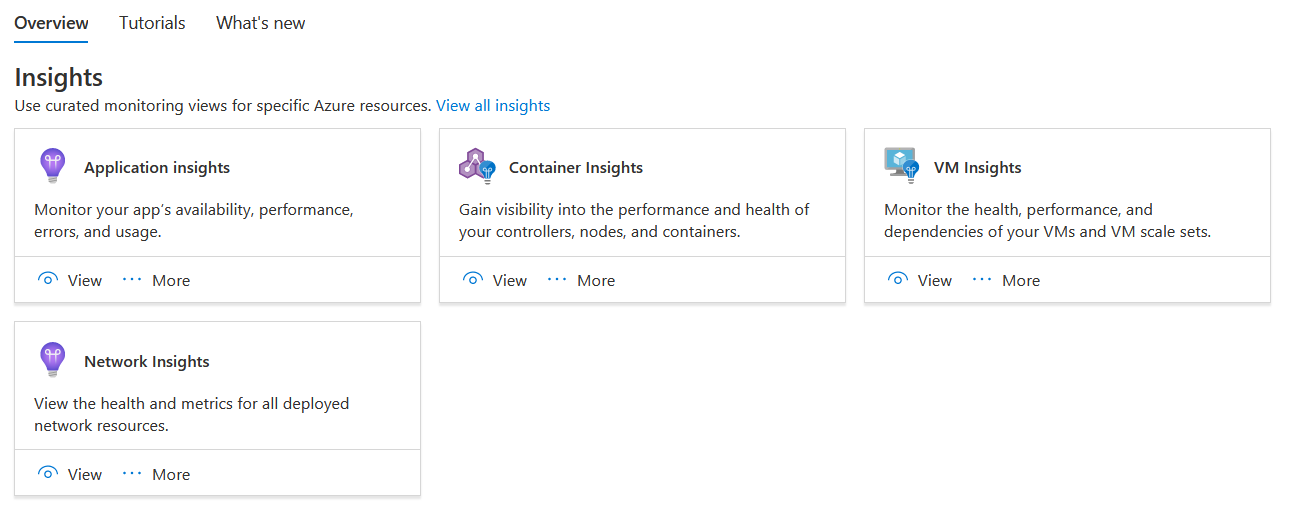 Overview Tutorials What's new
Insights
Use curated monitoring views for specific Azure resources. View all insights
Application insights
Monitor your app's availability, performance,
errors, and usage.
View ··· More
Container Insights
Gain visibility into the performance and health of
your controllers, nodes, and containers.
View ··· More
VM Insights
Monitor the health, performance, and
dependencies of your VMs and VM scale sets.
View ··· More
Network Insights
View the health and metrics for all deployed
network resources.
View ··· More